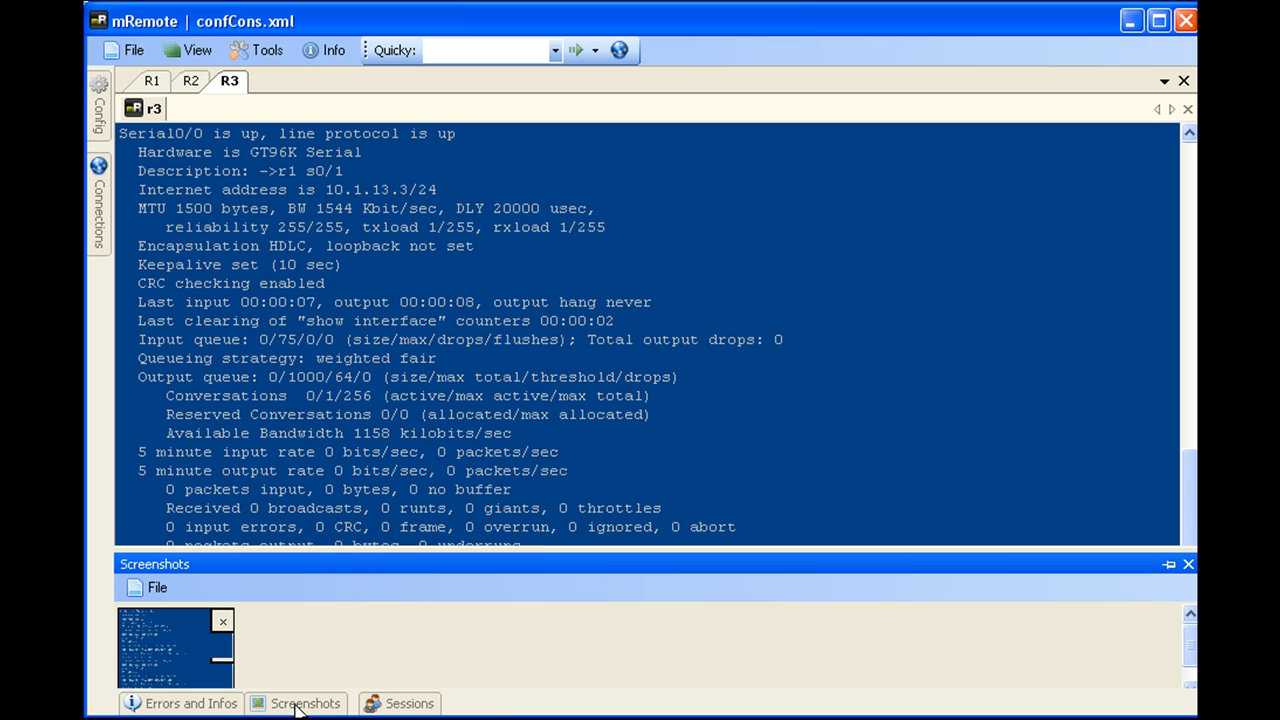 mRemote | confCons.xml
File View Tools Info Quicky:
R1 R2 R3
Config
Connections
r3
Serial0/0 is up, line protocol is up
Hardware is GT96K Serial
Description: ->r1 s0/1
Internet address is 10.1.13.3/24
MTU 1500 bytes, BW 1544 Kbit/sec, DLY 20000 usec,
reliability 255/255, txload 1/255, rxload 1/255
Encapsulation HDLC, loopback not set
Keepalive set (10 sec)
CRC checking enabled
Last input 00:00:07, output 00:00:08, output hang never
Last clearing of "show interface" counters 00:00:02
Input queue: 0/75/0/0 (size/max/drops/flushes); Total output drops: 0
Queueing strategy: weighted fair
Output queue: 0/1000/64/0 (size/max total/threshold/drops)
Conversations 0/1/256 (active/max active/max total)
Reserved Conversations 0/0 (allocated/max allocated)
Available Bandwidth 1158 kilobits/sec
5 minute input rate 0 bits/sec, 0 packets/sec
5 minute output rate 0 bits/sec, 0 packets/sec
0 packets input, 0 bytes, 0 no buffer
Received 0 broadcasts, 0 runts, 0 giants, 0 throttles
0 input errors, 0 CRC, 0 frame, 0 overrun, 0 ignored, 0 abort
0 packets output, 0 bytes, 0 underruns
Screenshots
File
Errors and Infos Screenshots Sessions